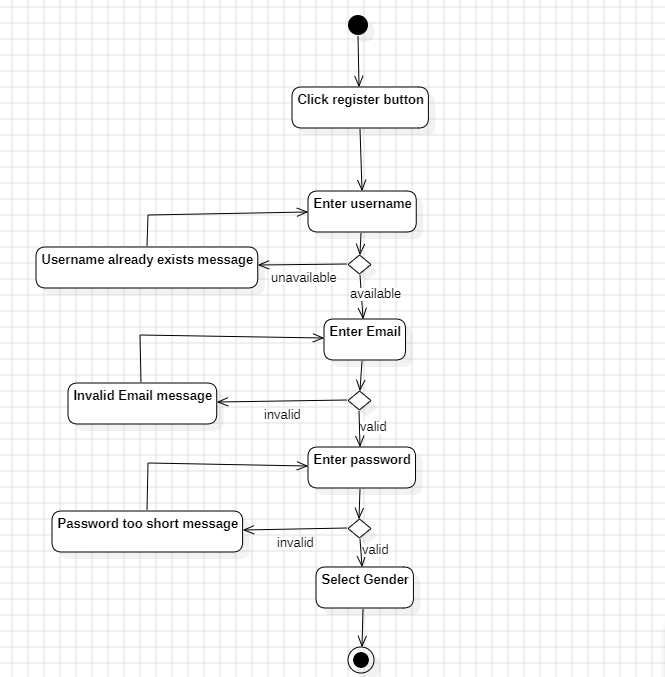 Click register button
Enter username
Username already exists message
unavailable
available
Enter Email
Invalid Email message
invalid
valid
Enter password
Password too short message
invalid
valid
Select Gender